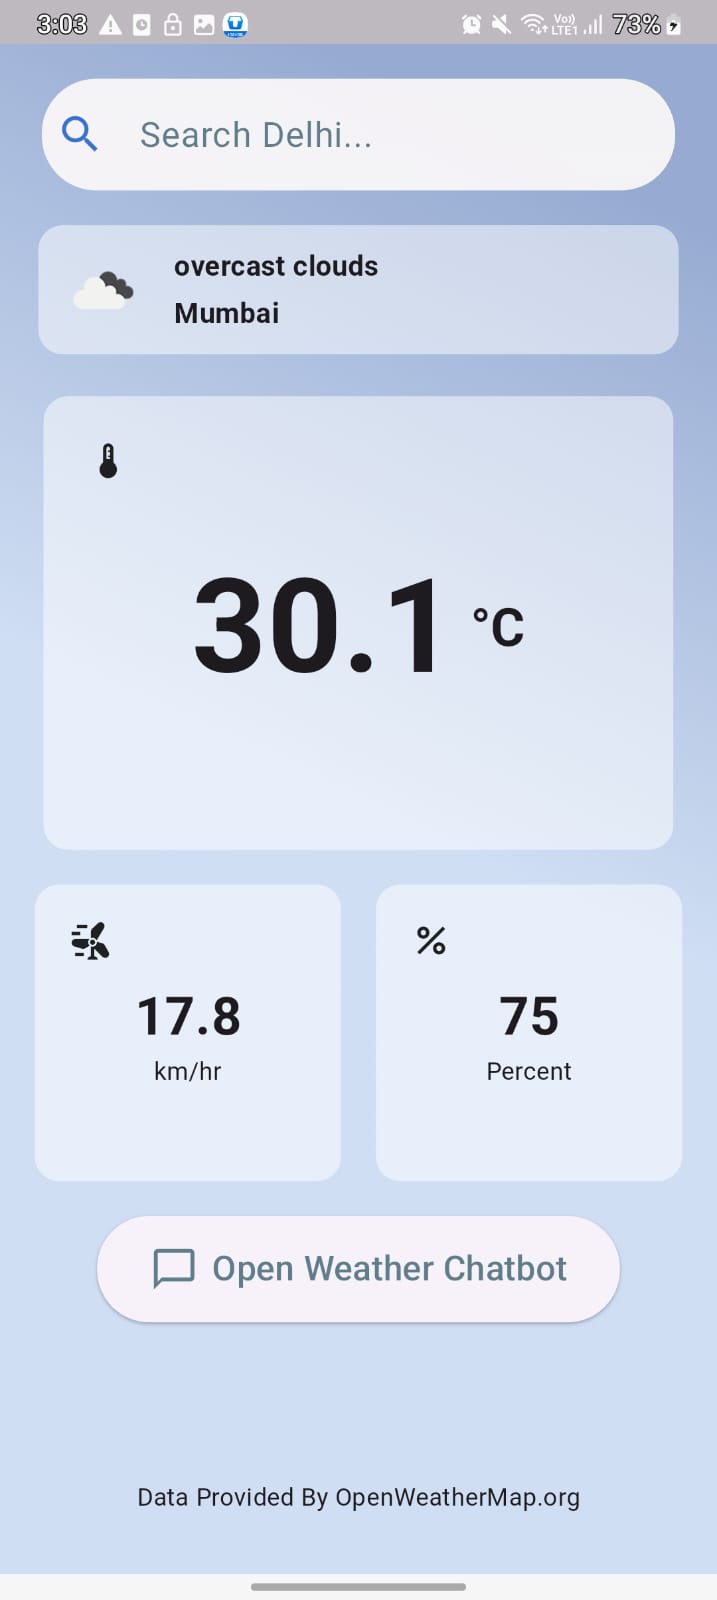 3:03
Vo)) LTE1
73%
Search Delhi...
overcast clouds
Mumbai
30.1 °C
17.8
km/hr
%
75
Percent
Open Weather Chatbot
Data Provided By OpenWeatherMap.org